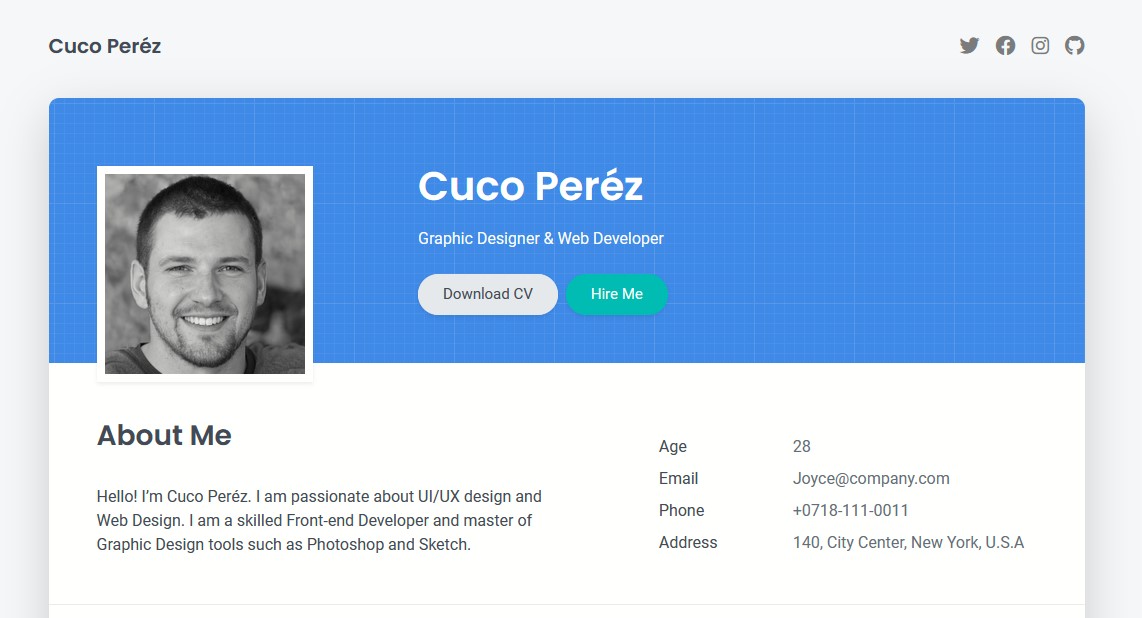 Cuco Peréz
Cuco Peréz
Graphic Designer & Web Developer
Download CV
Hire Me
About Me
Hello! I’m Cuco Peréz. I am passionate about UI/UX design and
Web Design. I am a skilled Front-end Developer and master of
Graphic Design tools such as Photoshop and Sketch.
Age 28
Email Joyce@company.com
Phone +0718-111-0011
Address 140, City Center, New York, U.S.A